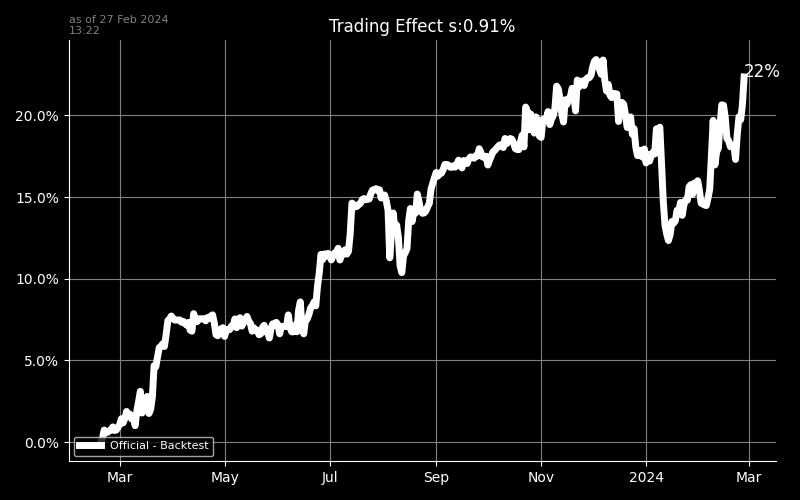 as of 27 Feb 2024
13:22
Trading Effect s:0.91%
22%
20.0%
15.0%
10.0%
5.0%
0.0%
Official - Backtest
Mar
May
Jul
Sep
Nov
2024
Mar